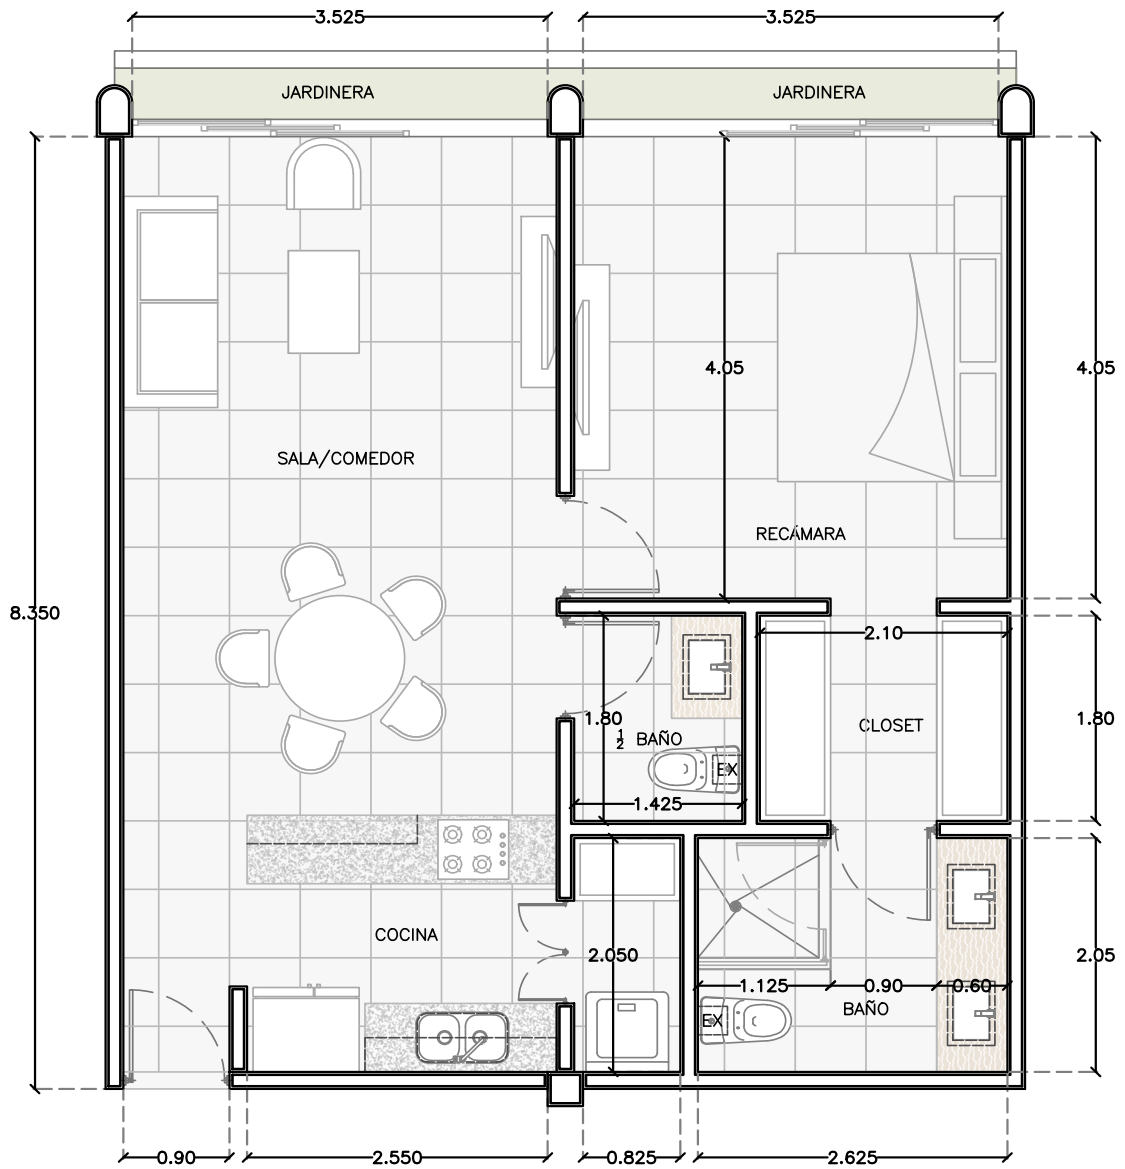 3.525
3.525
JARDINERA
JARDINERA
4.05
4.05
SALA/COMEDOR
RECÁMARA
8.350
2.10
1.80
1.80
CLOSET
½ BAÑO
EX
1.425
COCINA
2.050
2.05
1.125
0.90
0.60
BAÑO
EX
0.90
2.550
0.825
2.625